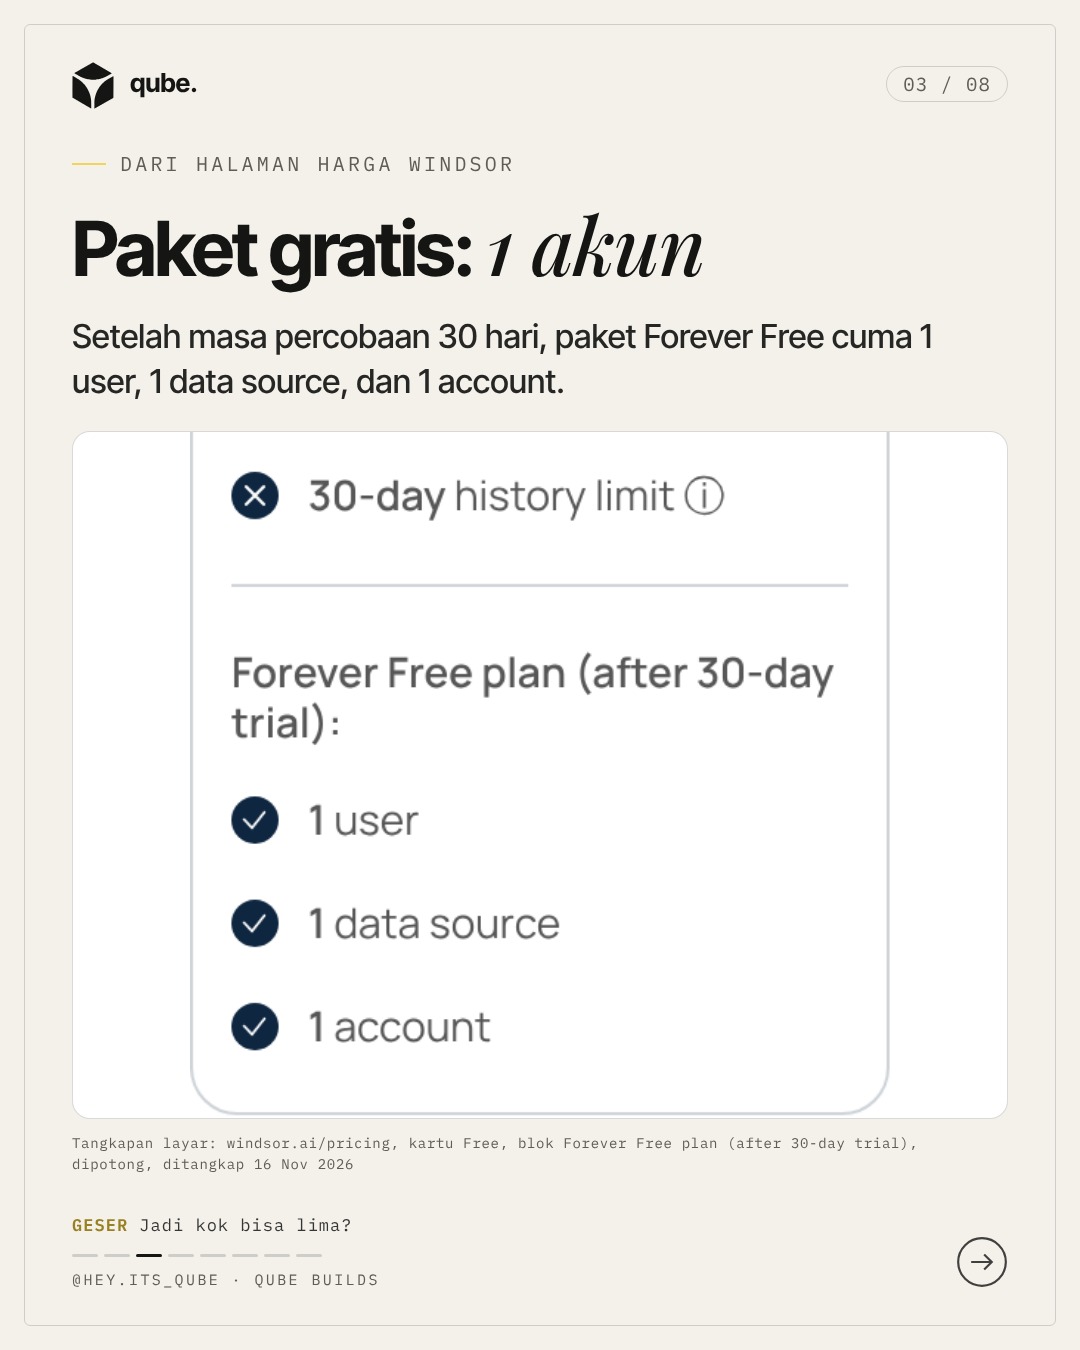 qube.
03 / 08
DARI HALAMAN HARGA WINDSOR
Paket gratis: 1 akun
Setelah masa percobaan 30 hari, paket Forever Free cuma 1
user, 1 data source, dan 1 account.
30-day history limit ⓘ
Forever Free plan (after 30-day
trial):
1 user
1 data source
1 account
Tangkapan layar: windsor.ai/pricing, kartu Free, blok Forever Free plan (after 30-day trial),
dipotong, ditangkap 16 Nov 2026
GESER Jadi kok bisa lima?
@HEY.ITS_QUBE · QUBE BUILDS